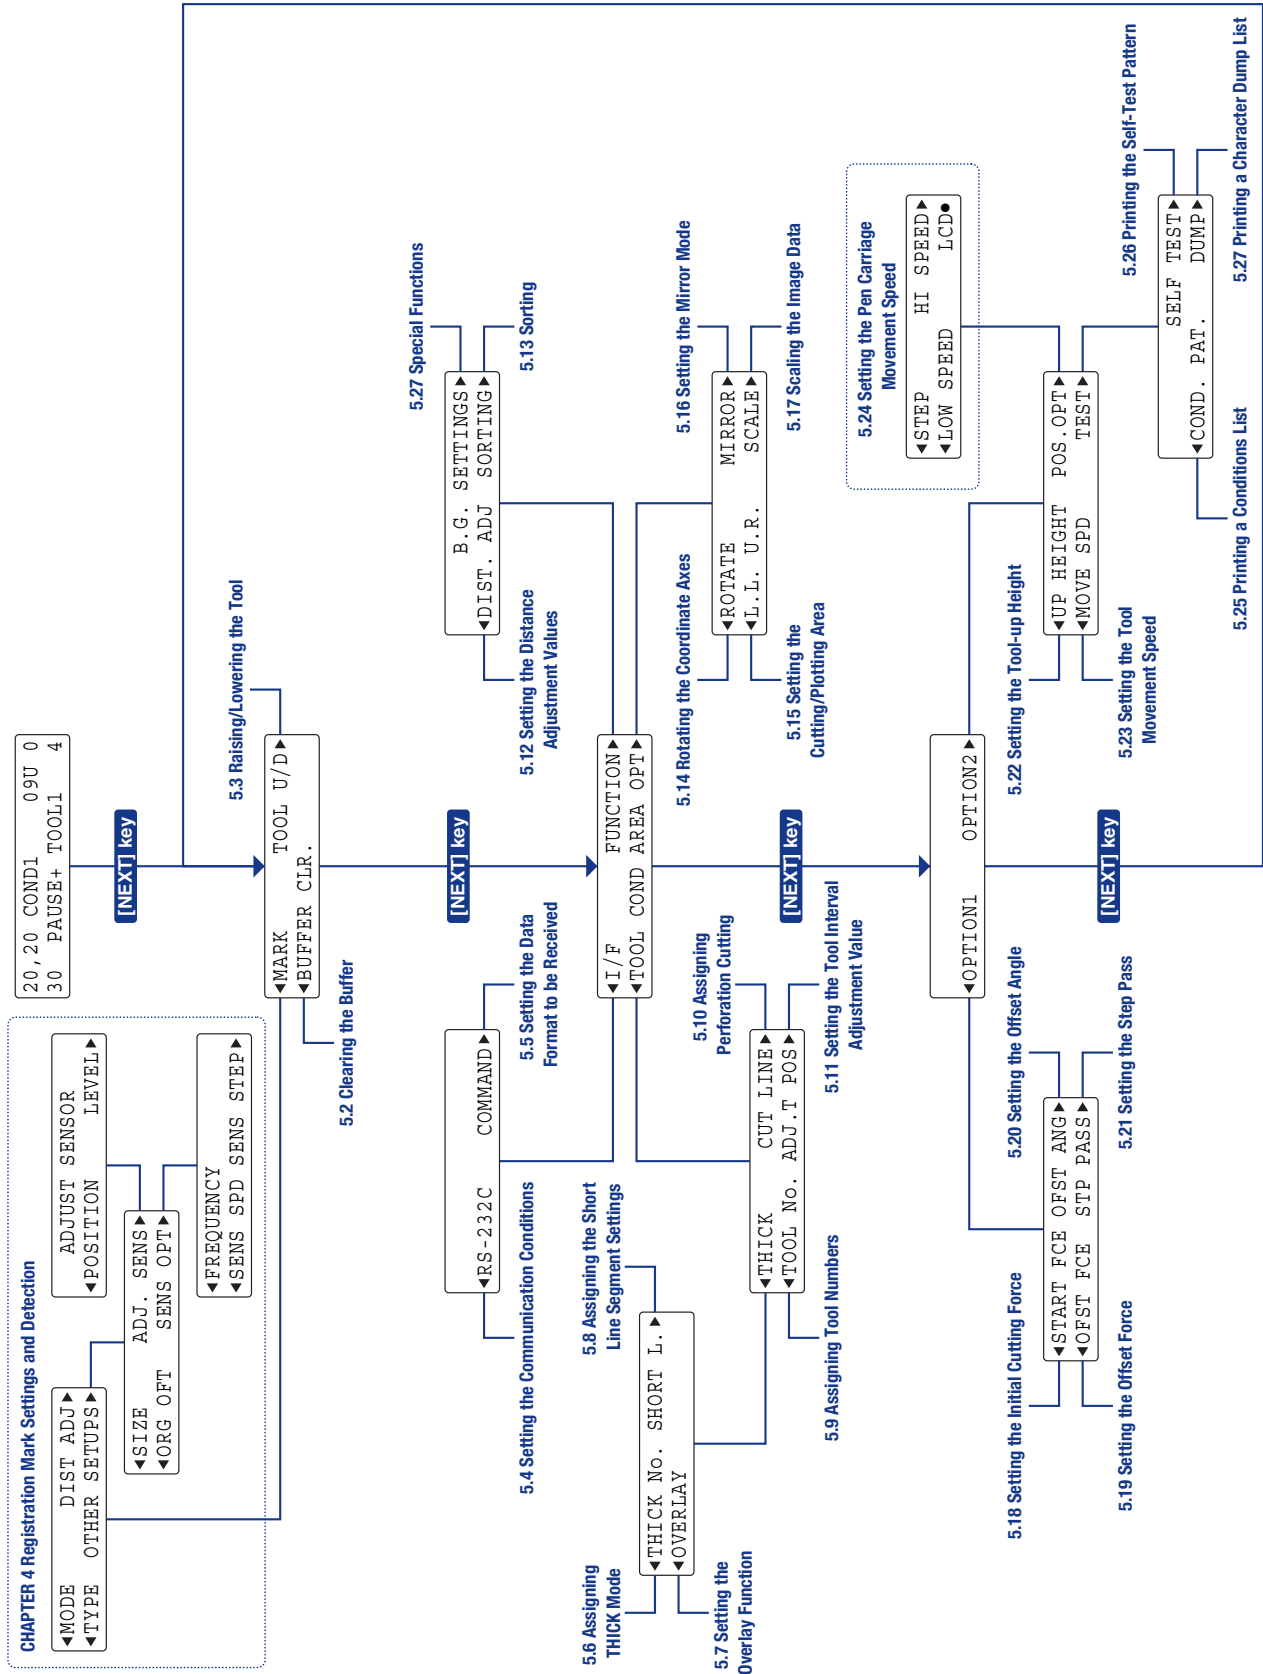 CHAPTER 4 Registration Mark Settings and Detection
◀MODE DIST ADJ▶
◀TYPE OTHER SETUPS▶
◀SIZE ADJ. SENS▶
◀ORG OFT SENS OPT▶
ADJUST SENSOR
◀POSITION LEVEL▶
◀FREQUENCY
◀SENS SPD SENS STEP▶
20,20 COND1 09U 0
30 PAUSE+ TOOL1 4
[NEXT] key
◀MARK TOOL U/D▶
◀BUFFER CLR.
5.2 Clearing the Buffer
5.3 Raising/Lowering the Tool
[NEXT] key
5.4 Setting the Communication Conditions
◀RS-232C COMMAND▶
5.5 Setting the Data
Format to be Received
◀I/F FUNCTION▶
◀TOOL COND AREA OPT▶
5.6 Assigning
THICK Mode
5.7 Setting the
Overlay Function
◀THICK No. SHORT L.▶
◀OVERLAY
5.8 Assigning the Short
Line Segment Settings
5.9 Assigning Tool Numbers
◀THICK CUT LINE▶
◀TOOL No. ADJ.T POS▶
5.10 Assigning
Perforation Cutting
5.11 Setting the Tool Interval
Adjustment Value
5.12 Setting the Distance
Adjustment Values
B.G. SETTINGS▶
◀DIST. ADJ SORTING▶
5.27 Special Functions
5.13 Sorting
5.14 Rotating the Coordinate Axes
5.15 Setting the
Cutting/Plotting Area
◀ROTATE MIRROR▶
◀L.L. U.R. SCALE▶
5.16 Setting the Mirror Mode
5.17 Scaling the Image Data
[NEXT] key
◀OPTION1 OPTION2▶
5.18 Setting the Initial Cutting Force
5.19 Setting the Offset Force
◀START FCE OFST ANG▶
◀OFST FCE STP PASS▶
5.20 Setting the Offset Angle
5.21 Setting the Step Pass
5.22 Setting the Tool-up Height
5.23 Setting the Tool
Movement Speed
◀UP HEIGHT POS.OPT▶
◀MOVE SPD TEST▶
5.24 Setting the Pen Carriage
Movement Speed
◀STEP HI SPEED▶
◀LOW SPEED LCD●
5.25 Printing a Conditions List
SELF TEST▶
◀COND. PAT. DUMP▶
5.26 Printing the Self-Test Pattern
5.27 Printing a Character Dump List
[NEXT] key